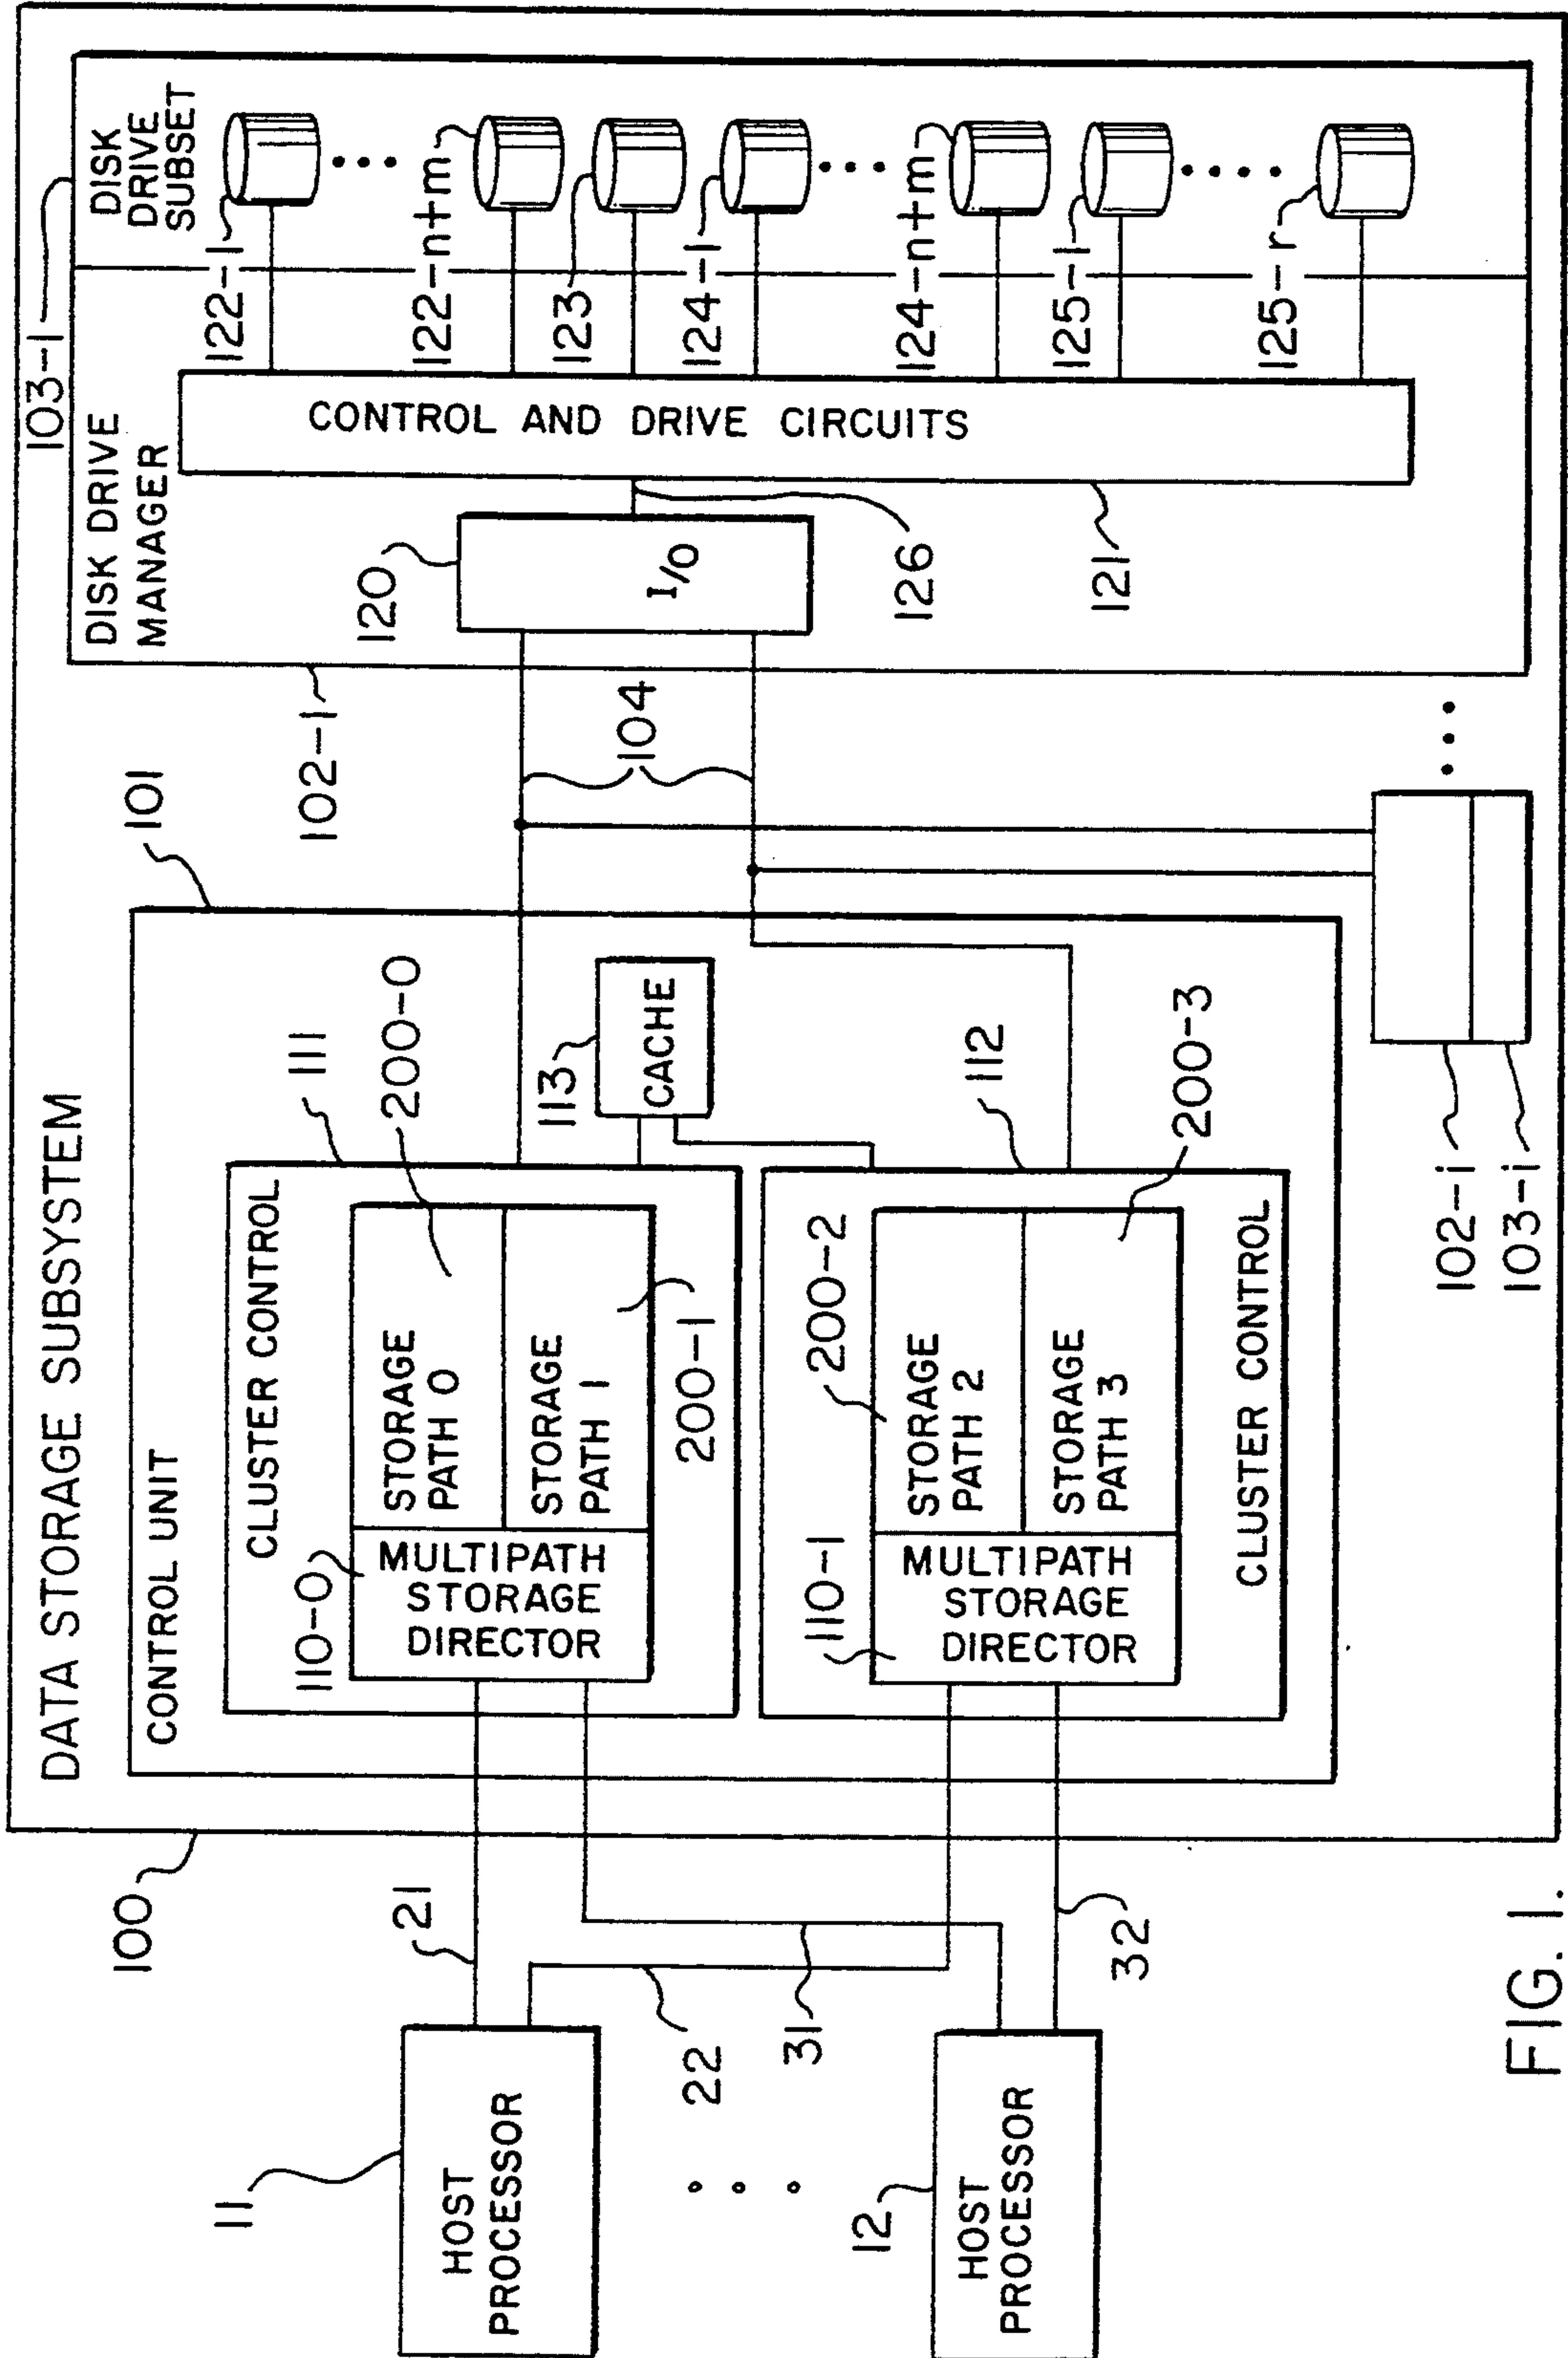 DATA STORAGE SUBSYSTEM
100
CONTROL UNIT
101
CLUSTER CONTROL
111
110-0
MULTIPATH
STORAGE
DIRECTOR
STORAGE
PATH 0
200-0
STORAGE
PATH 1
200-1
113
CACHE
110-1
MULTIPATH
STORAGE
DIRECTOR
200-2
STORAGE
PATH 2
STORAGE
PATH 3
200-3
112
CLUSTER CONTROL
11
HOST
PROCESSOR
12
HOST
PROCESSOR
21
22
31
32
102-1
104
DISK DRIVE
MANAGER
103-1
DISK
DRIVE
SUBSET
120
I/O
126
CONTROL AND DRIVE CIRCUITS
121
122-1
122-n+m
123
124-1
124-n+m
125-1
125-r
102-i
103-i
FIG. 1.